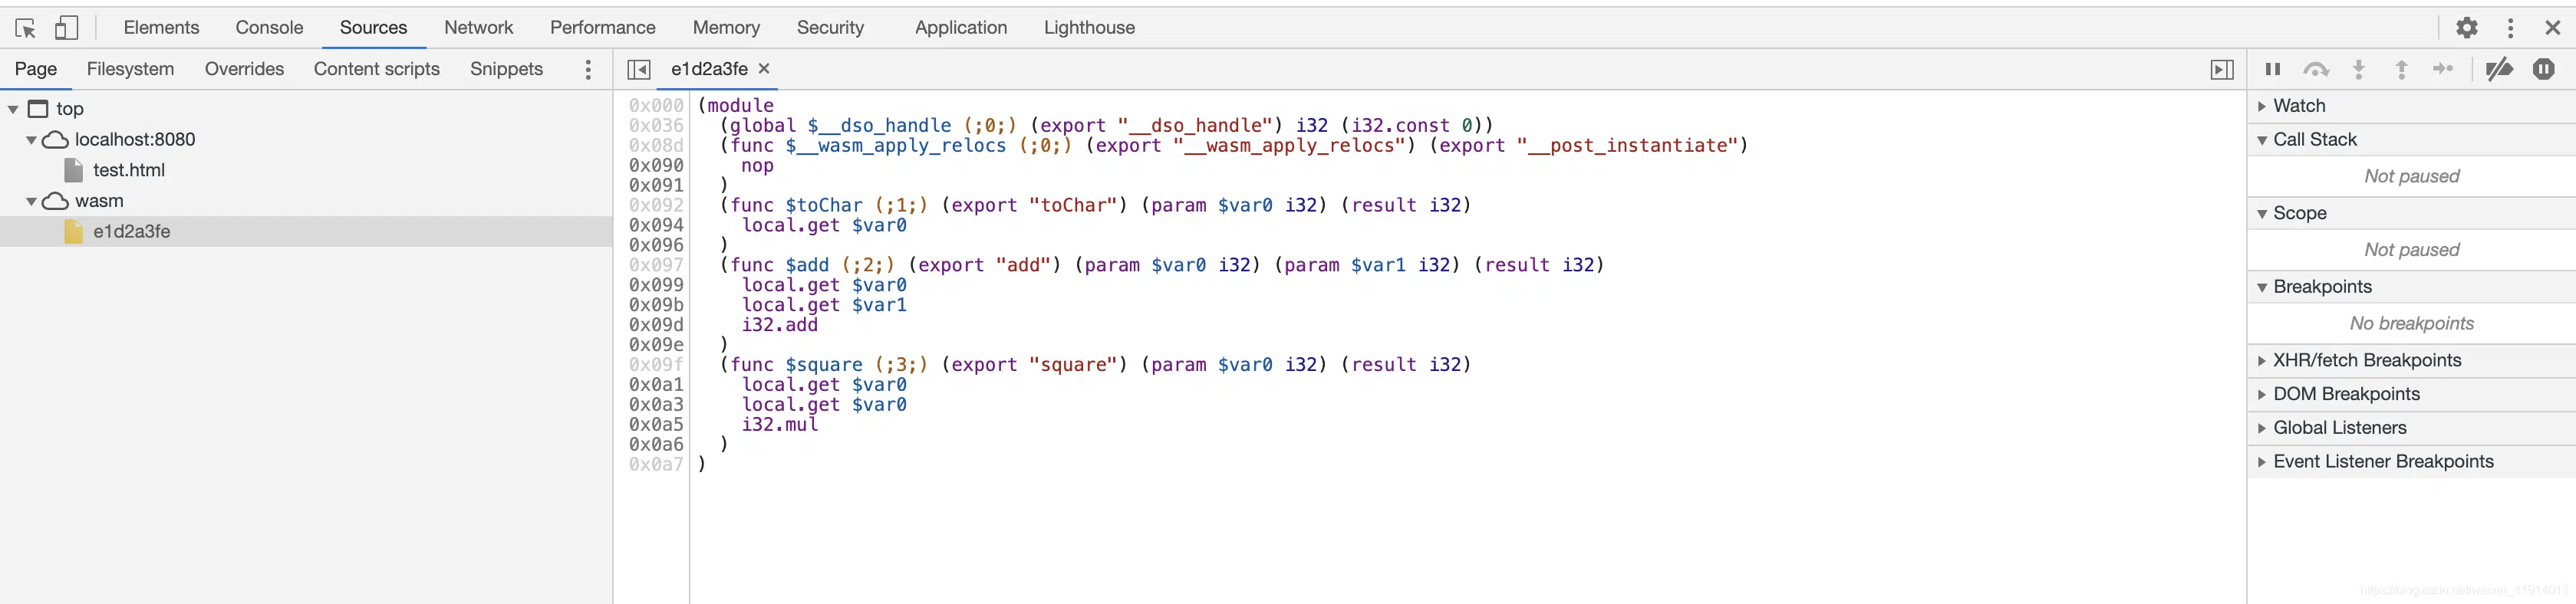 Elements Console Sources Network Performance Memory Security Application Lighthouse
Page Filesystem Overrides Content scripts Snippets
e1d2a3fe ×
top
localhost:8080
test.html
wasm
e1d2a3fe
0x000 (module
0x036 (global $__dso_handle (;0;) (export "__dso_handle") i32 (i32.const 0))
0x08d (func $__wasm_apply_relocs (;0;) (export "__wasm_apply_relocs") (export "__post_instantiate")
0x090 nop
0x091 )
0x092 (func $toChar (;1;) (export "toChar") (param $var0 i32) (result i32)
0x094 local.get $var0
0x096 )
0x097 (func $add (;2;) (export "add") (param $var0 i32) (param $var1 i32) (result i32)
0x099 local.get $var0
0x09b local.get $var1
0x09d i32.add
0x09e )
0x09f (func $square (;3;) (export "square") (param $var0 i32) (result i32)
0x0a1 local.get $var0
0x0a3 local.get $var0
0x0a5 i32.mul
0x0a6 )
0x0a7 )
Watch
Call Stack
Not paused
Scope
Not paused
Breakpoints
No breakpoints
XHR/fetch Breakpoints
DOM Breakpoints
Global Listeners
Event Listener Breakpoints